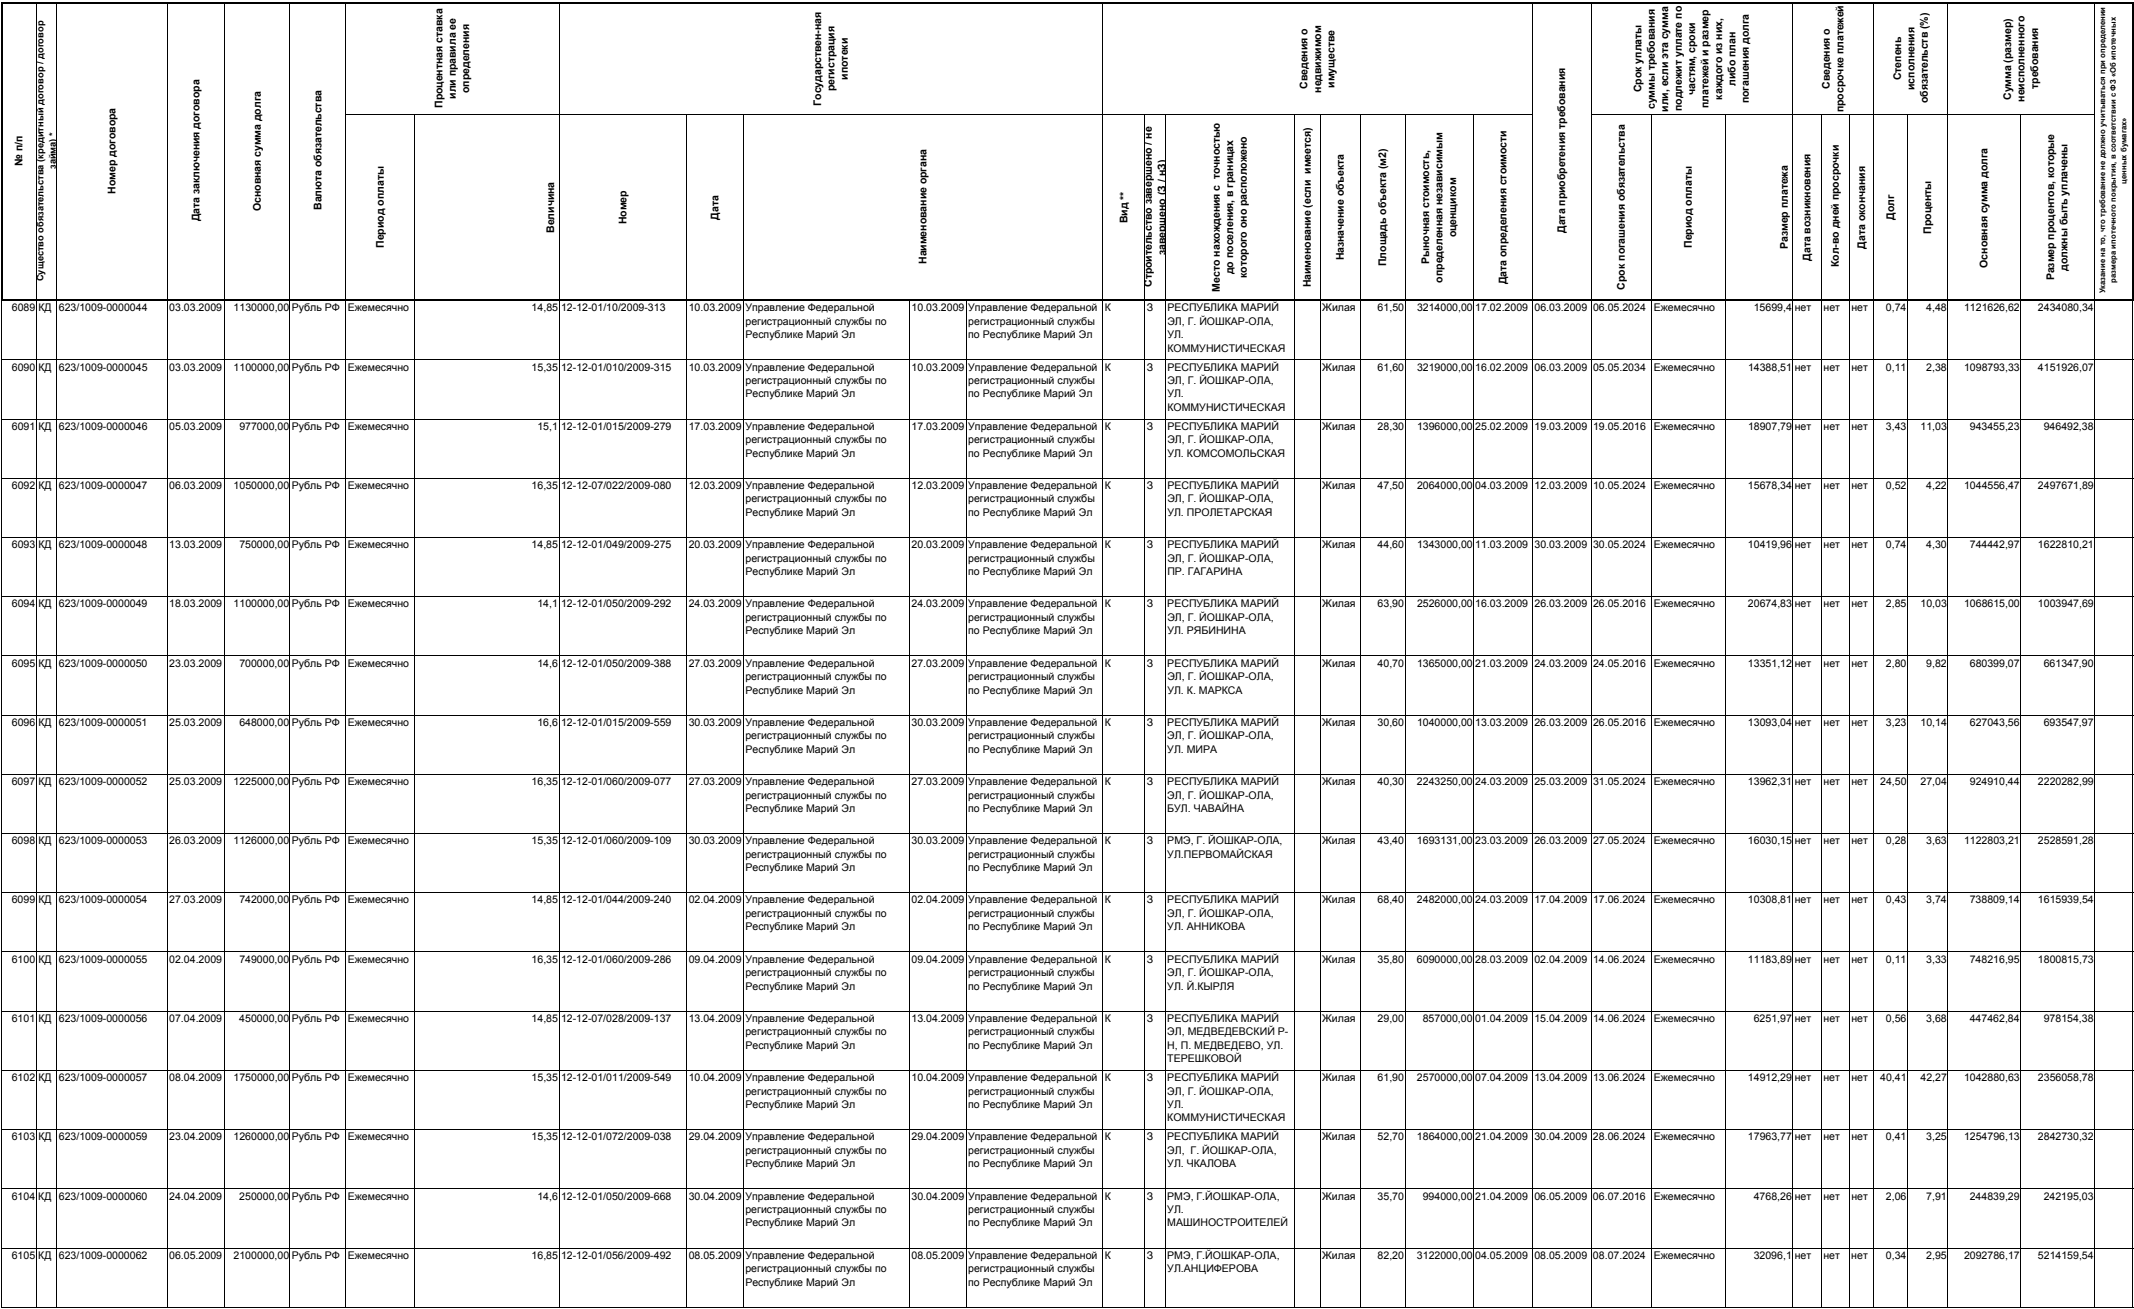 № п/п
Существо обязательства (кредитный договор / договор займа) *
Номер договора
Дата заключения договора
Основная сумма долга
Валюта обязательства
Процентная ставка или правила ее определения
Период оплаты
Величина
Государствен-ная регистрация ипотеки
Номер
Дата
Наименование органа
Сведения о недвижимом имуществе
Вид **
Строительство завершено / не завершено (З / нЗ)
Место нахождения с точностью до поселения, в границах которого оно расположено
Наименование (если имеется)
Назначение объекта
Площадь объекта (м2)
Рыночная стоимость, определенная независимым оценщиком
Дата определения стоимости
Дата приобретения требования
Срок уплаты суммы требования или, если эта сумма подлежит уплате по частям, сроки платежей и размер каждого из них, либо план погашения долга
Срок погашения обязательства
Период оплаты
Размер платежа
Сведения о просрочке платежей
Дата возникновения
Кол-во дней просрочки
Дата окончания
Степень исполнения обязательств (%)
Долг
Проценты
Сумма (размер) неисполненного требования
Основная сумма долга
Размер процентов, которые должны быть уплачены
Указание на то, что требование не должно учитываться при определении размера ипотечного покрытия, в соответствии с ФЗ «Об ипотечных ценных бумагах»
6089 КД 623/1009-0000044 03.03.2009 1130000,00 Рубль РФ Ежемесячно 14,85 12-12-01/10/2009-313 10.03.2009 Управление Федеральной регистрационный службы по Республике Марий Эл 10.03.2009 Управление Федеральной регистрационный службы по Республике Марий Эл К З РЕСПУБЛИКА МАРИЙ ЭЛ, Г. ЙОШКАР-ОЛА, УЛ. КОММУНИСТИЧЕСКАЯ Жилая 61,50 3214000,00 17.02.2009 06.03.2009 06.05.2024 Ежемесячно 15699,4 нет нет нет 0,74 4,48 1121626,62 2434080,34
6090 КД 623/1009-0000045 03.03.2009 1100000,00 Рубль РФ Ежемесячно 15,35 12-12-01/010/2009-315 10.03.2009 Управление Федеральной регистрационный службы по Республике Марий Эл 10.03.2009 Управление Федеральной регистрационный службы по Республике Марий Эл К З РЕСПУБЛИКА МАРИЙ ЭЛ, Г. ЙОШКАР-ОЛА, УЛ. КОММУНИСТИЧЕСКАЯ Жилая 61,60 3219000,00 16.02.2009 06.03.2009 05.05.2034 Ежемесячно 14388,51 нет нет нет 0,11 2,38 1098793,33 4151926,07
6091 КД 623/1009-0000046 05.03.2009 977000,00 Рубль РФ Ежемесячно 15,1 12-12-01/015/2009-279 17.03.2009 Управление Федеральной регистрационный службы по Республике Марий Эл 17.03.2009 Управление Федеральной регистрационный службы по Республике Марий Эл К З РЕСПУБЛИКА МАРИЙ ЭЛ, Г. ЙОШКАР-ОЛА, УЛ. КОМСОМОЛЬСКАЯ Жилая 28,30 1396000,00 25.02.2009 19.03.2009 19.05.2016 Ежемесячно 18907,79 нет нет нет 3,43 11,03 943455,23 946492,38
6092 КД 623/1009-0000047 06.03.2009 1050000,00 Рубль РФ Ежемесячно 16,35 12-12-07/022/2009-080 12.03.2009 Управление Федеральной регистрационный службы по Республике Марий Эл 12.03.2009 Управление Федеральной регистрационный службы по Республике Марий Эл К З РЕСПУБЛИКА МАРИЙ ЭЛ, Г. ЙОШКАР-ОЛА, УЛ. ПРОЛЕТАРСКАЯ Жилая 47,50 2064000,00 04.03.2009 12.03.2009 10.05.2024 Ежемесячно 15678,34 нет нет нет 0,52 4,22 1044556,47 2497671,89
6093 КД 623/1009-0000048 13.03.2009 750000,00 Рубль РФ Ежемесячно 14,85 12-12-01/049/2009-275 20.03.2009 Управление Федеральной регистрационный службы по Республике Марий Эл 20.03.2009 Управление Федеральной регистрационный службы по Республике Марий Эл К З РЕСПУБЛИКА МАРИЙ ЭЛ, Г. ЙОШКАР-ОЛА, ПР. ГАГАРИНА Жилая 44,60 1343000,00 11.03.2009 30.03.2009 30.05.2024 Ежемесячно 10419,96 нет нет нет 0,74 4,30 744442,97 1622810,21
6094 КД 623/1009-0000049 18.03.2009 1100000,00 Рубль РФ Ежемесячно 14,1 12-12-01/050/2009-292 24.03.2009 Управление Федеральной регистрационный службы по Республике Марий Эл 24.03.2009 Управление Федеральной регистрационный службы по Республике Марий Эл К З РЕСПУБЛИКА МАРИЙ ЭЛ, Г. ЙОШКАР-ОЛА, УЛ. РЯБИНИНА Жилая 63,90 2526000,00 16.03.2009 26.03.2009 26.05.2016 Ежемесячно 20674,83 нет нет нет 2,85 10,03 1068615,00 1003947,69
6095 КД 623/1009-0000050 23.03.2009 700000,00 Рубль РФ Ежемесячно 14,6 12-12-01/050/2009-388 27.03.2009 Управление Федеральной регистрационный службы по Республике Марий Эл 27.03.2009 Управление Федеральной регистрационный службы по Республике Марий Эл К З РЕСПУБЛИКА МАРИЙ ЭЛ, Г. ЙОШКАР-ОЛА, УЛ. К. МАРКСА Жилая 40,70 1365000,00 21.03.2009 24.03.2009 24.05.2016 Ежемесячно 13351,12 нет нет нет 2,80 9,82 680399,07 661347,90
6096 КД 623/1009-0000051 25.03.2009 648000,00 Рубль РФ Ежемесячно 16,6 12-12-01/015/2009-559 30.03.2009 Управление Федеральной регистрационный службы по Республике Марий Эл 30.03.2009 Управление Федеральной регистрационный службы по Республике Марий Эл К З РЕСПУБЛИКА МАРИЙ ЭЛ, Г. ЙОШКАР-ОЛА, УЛ. МИРА Жилая 30,60 1040000,00 13.03.2009 26.03.2009 26.05.2016 Ежемесячно 13093,04 нет нет нет 3,23 10,14 627043,56 693547,97
6097 КД 623/1009-0000052 25.03.2009 1225000,00 Рубль РФ Ежемесячно 16,35 12-12-01/060/2009-077 27.03.2009 Управление Федеральной регистрационный службы по Республике Марий Эл 27.03.2009 Управление Федеральной регистрационный службы по Республике Марий Эл К З РЕСПУБЛИКА МАРИЙ ЭЛ, Г. ЙОШКАР-ОЛА, БУЛ. ЧАВАЙНА Жилая 40,30 2243250,00 24.03.2009 25.03.2009 31.05.2024 Ежемесячно 13962,31 нет нет нет 24,50 27,04 924910,44 2220282,99
6098 КД 623/1009-0000053 26.03.2009 1126000,00 Рубль РФ Ежемесячно 15,35 12-12-01/060/2009-109 30.03.2009 Управление Федеральной регистрационный службы по Республике Марий Эл 30.03.2009 Управление Федеральной регистрационный службы по Республике Марий Эл К З РМЭ, Г. ЙОШКАР-ОЛА, УЛ.ПЕРВОМАЙСКАЯ Жилая 43,40 1693131,00 23.03.2009 26.03.2009 27.05.2024 Ежемесячно 16030,15 нет нет нет 0,28 3,63 1122803,21 2528591,28
6099 КД 623/1009-0000054 27.03.2009 742000,00 Рубль РФ Ежемесячно 14,85 12-12-01/044/2009-240 02.04.2009 Управление Федеральной регистрационный службы по Республике Марий Эл 02.04.2009 Управление Федеральной регистрационный службы по Республике Марий Эл К З РЕСПУБЛИКА МАРИЙ ЭЛ, Г. ЙОШКАР-ОЛА, УЛ. АННИКОВА Жилая 68,40 2482000,00 24.03.2009 17.04.2009 17.06.2024 Ежемесячно 10308,81 нет нет нет 0,43 3,74 738809,14 1615939,54
6100 КД 623/1009-0000055 02.04.2009 749000,00 Рубль РФ Ежемесячно 16,35 12-12-01/060/2009-286 09.04.2009 Управление Федеральной регистрационный службы по Республике Марий Эл 09.04.2009 Управление Федеральной регистрационный службы по Республике Марий Эл К З РЕСПУБЛИКА МАРИЙ ЭЛ, Г. ЙОШКАР-ОЛА, УЛ. Й.КЫРЛЯ Жилая 35,80 6090000,00 28.03.2009 02.04.2009 14.06.2024 Ежемесячно 11183,89 нет нет нет 0,11 3,33 748216,95 1800815,73
6101 КД 623/1009-0000056 07.04.2009 450000,00 Рубль РФ Ежемесячно 14,85 12-12-07/028/2009-137 13.04.2009 Управление Федеральной регистрационный службы по Республике Марий Эл 13.04.2009 Управление Федеральной регистрационный службы по Республике Марий Эл К З РЕСПУБЛИКА МАРИЙ ЭЛ, МЕДВЕДЕВСКИЙ Р-Н, П. МЕДВЕДЕВО, УЛ. ТЕРЕШКОВОЙ Жилая 29,00 857000,00 01.04.2009 15.04.2009 14.06.2024 Ежемесячно 6251,97 нет нет нет 0,56 3,68 447462,84 978154,38
6102 КД 623/1009-0000057 08.04.2009 1750000,00 Рубль РФ Ежемесячно 15,35 12-12-01/011/2009-549 10.04.2009 Управление Федеральной регистрационный службы по Республике Марий Эл 10.04.2009 Управление Федеральной регистрационный службы по Республике Марий Эл К З РЕСПУБЛИКА МАРИЙ ЭЛ, Г. ЙОШКАР-ОЛА, УЛ. КОММУНИСТИЧЕСКАЯ Жилая 61,90 2570000,00 07.04.2009 13.04.2009 13.06.2024 Ежемесячно 14912,29 нет нет нет 40,41 42,27 1042880,63 2356058,78
6103 КД 623/1009-0000059 23.04.2009 1260000,00 Рубль РФ Ежемесячно 15,35 12-12-01/072/2009-038 29.04.2009 Управление Федеральной регистрационный службы по Республике Марий Эл 29.04.2009 Управление Федеральной регистрационный службы по Республике Марий Эл К З РЕСПУБЛИКА МАРИЙ ЭЛ, Г. ЙОШКАР-ОЛА, УЛ. ЧКАЛОВА Жилая 52,70 1864000,00 21.04.2009 30.04.2009 28.06.2024 Ежемесячно 17963,77 нет нет нет 0,41 3,25 1254796,13 2842730,32
6104 КД 623/1009-0000060 24.04.2009 250000,00 Рубль РФ Ежемесячно 14,6 12-12-01/050/2009-668 30.04.2009 Управление Федеральной регистрационный службы по Республике Марий Эл 30.04.2009 Управление Федеральной регистрационный службы по Республике Марий Эл К З РМЭ, Г.ЙОШКАР-ОЛА, УЛ. МАШИНОСТРОИТЕЛЕЙ Жилая 35,70 994000,00 21.04.2009 06.05.2009 06.07.2016 Ежемесячно 4768,26 нет нет нет 2,06 7,91 244839,29 242195,03
6105 КД 623/1009-0000062 06.05.2009 2100000,00 Рубль РФ Ежемесячно 16,85 12-12-01/056/2009-492 08.05.2009 Управление Федеральной регистрационный службы по Республике Марий Эл 08.05.2009 Управление Федеральной регистрационный службы по Республике Марий Эл К З РМЭ, Г.ЙОШКАР-ОЛА, УЛ.АНЦИФЕРОВА Жилая 82,20 3122000,00 04.05.2009 08.05.2009 08.07.2024 Ежемесячно 32096,1 нет нет нет 0,34 2,95 2092786,17 5214159,54